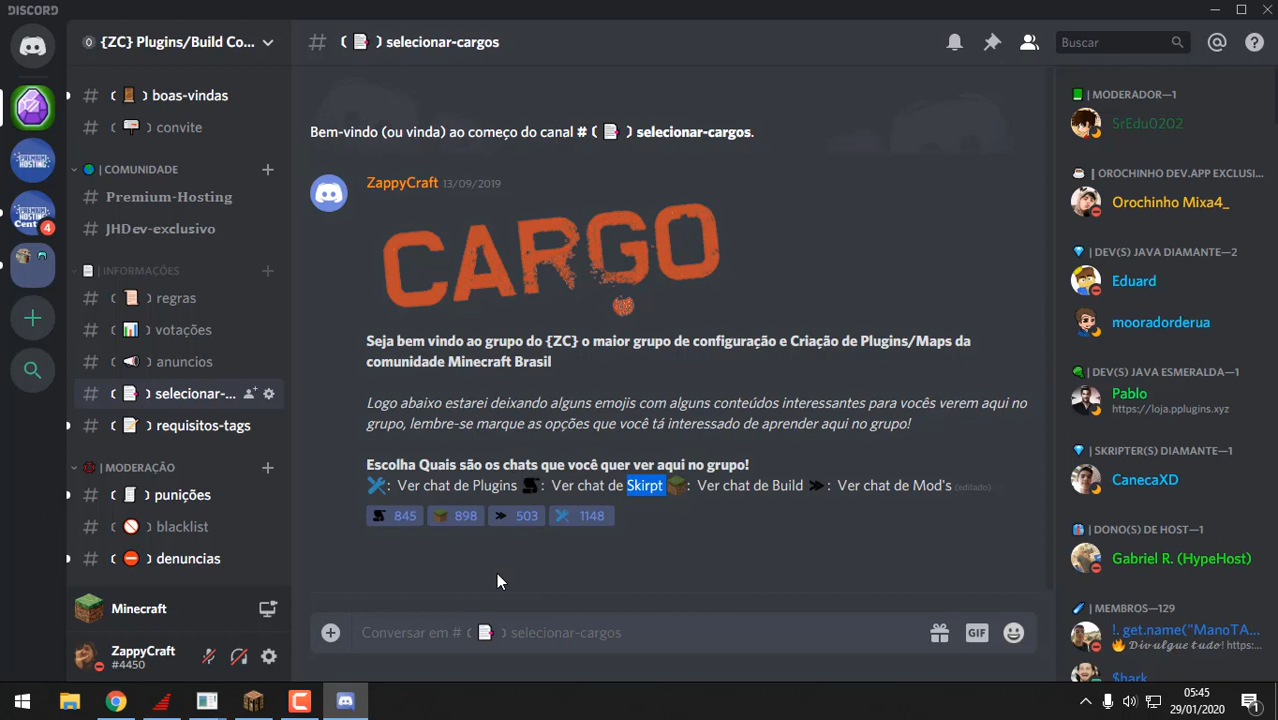 DISCORD
{ZC} Plugins/Build Co...
( ) boas-vindas
( ) convite
| COMUNIDADE
Premium-Hosting
JHDev-exclusivo
| INFORMAÇÕES
( ) regras
( ) votações
( ) anuncios
( ) selecionar-...
( ) requisitos-tags
| MODERAÇÃO
( ) punições
( ) blacklist
( ) denuncias
Minecraft
ZappyCraft
#4450
4
# ( ) selecionar-cargos
Buscar
Bem-vindo (ou vinda) ao começo do canal # ( ) selecionar-cargos.
ZappyCraft 13/09/2019
CARGO
Seja bem vindo ao grupo do {ZC} o maior grupo de configuração e Criação de Plugins/Maps da
comunidade Minecraft Brasil
Logo abaixo estarei deixando alguns emojis com alguns conteúdos interessantes para vocês verem aqui no
grupo, lembre-se marque as opções que você tá interessado de aprender aqui no grupo!
Escolha Quais são os chats que você quer ver aqui no grupo!
: Ver chat de Plugins : Ver chat de Skirpt : Ver chat de Build : Ver chat de Mod's (editado)
845 898 503 1148
Conversar em # ( ) selecionar-cargos
GIF
| MODERADOR—1
SrEdu0202
| OROCHINHO DEV.APP EXCLUSI...
Orochinho Mixa4_
| DEV(S) JAVA DIAMANTE—2
Eduard
mooradorderua
| DEV(S) JAVA ESMERALDA—1
Pablo
https://loja.pplugins.xyz
| SKRIPTER(S) DIAMANTE—1
CanecaXD
| DONO(S) DE HOST—1
Gabriel R. (HypeHost)
| MEMBROS—129
!. get.name("ManoTA...
Divulgue tudo! https:...
$hark
05:45
29/01/2020
1